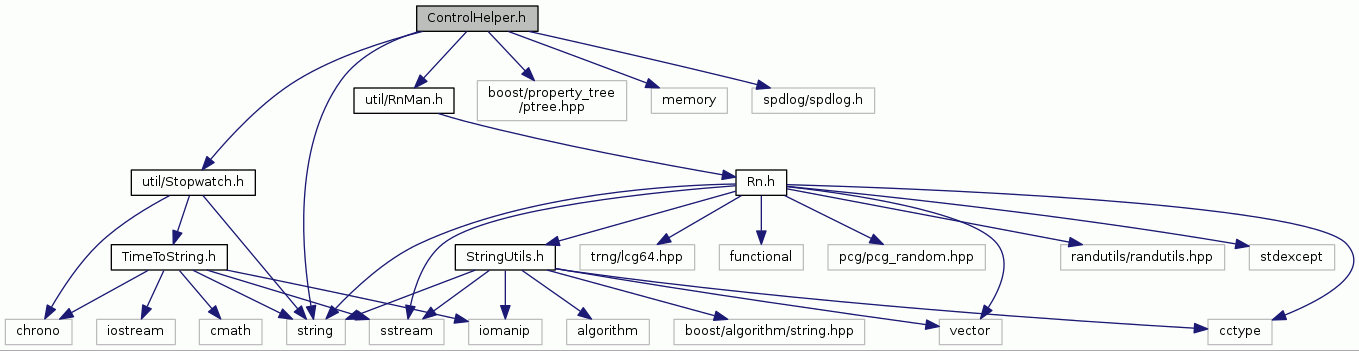 ControlHelper.h
util/RnMan.h
boost/property_tree
/ptree.hpp
memory
spdlog/spdlog.h
util/Stopwatch.h
Rn.h
TimeToString.h
StringUtils.h
trng/lcg64.hpp
functional
pcg/pcg_random.hpp
randutils/randutils.hpp
stdexcept
chrono
iostream
cmath
string
sstream
iomanip
algorithm
boost/algorithm/string.hpp
vector
cctype